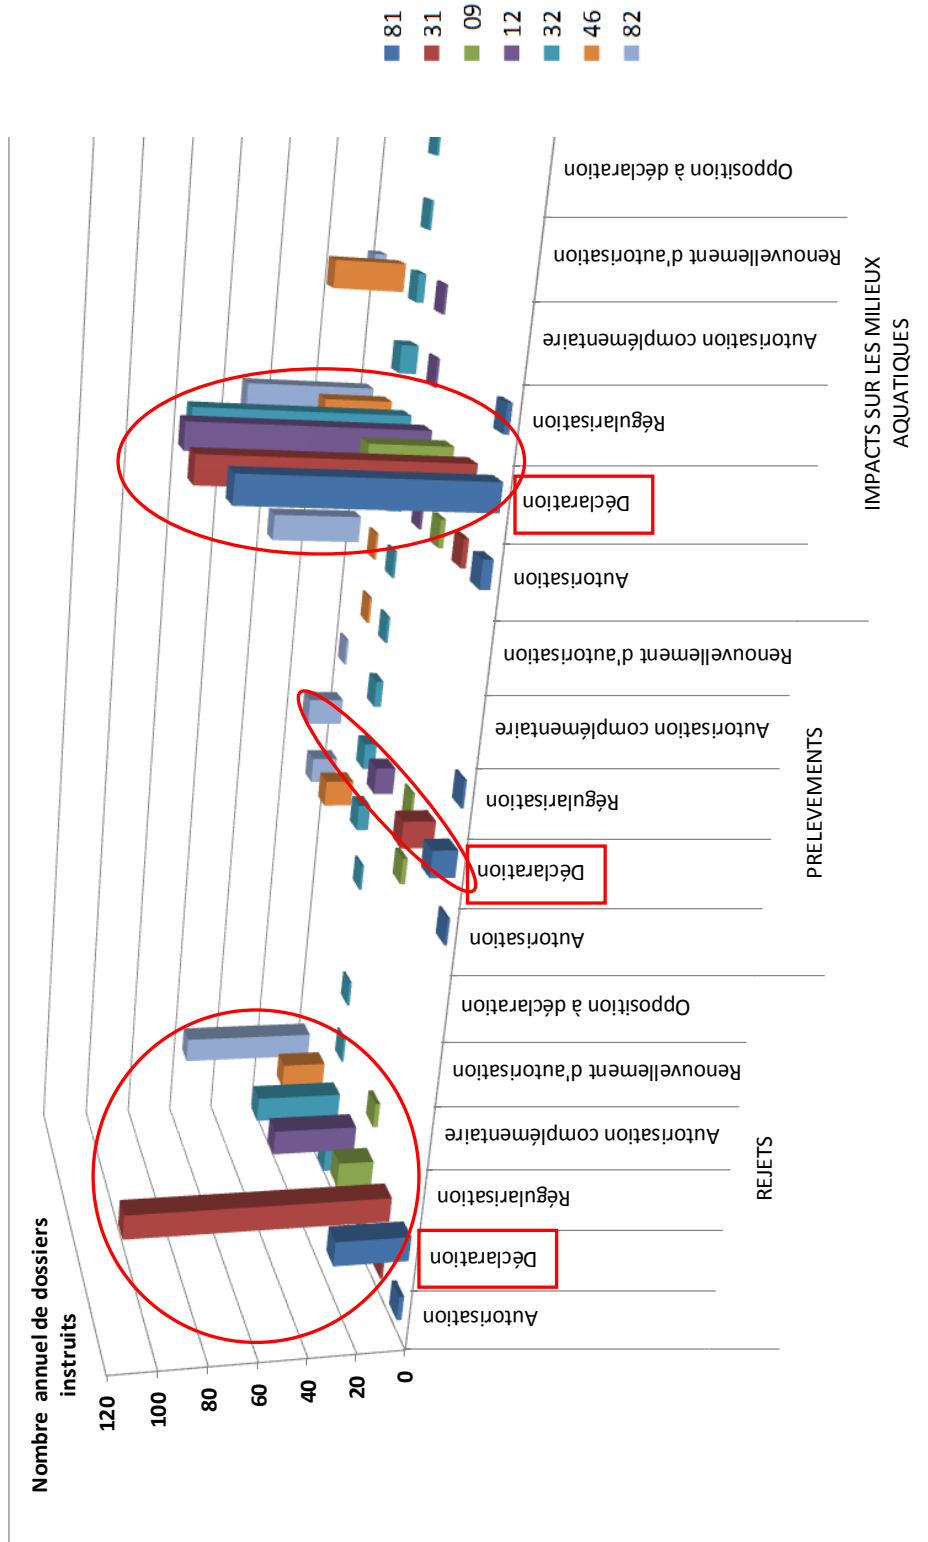 Nombre annuel de dossiers
instruits
120
100
80
60
40
20
0
Autorisation
Déclaration
Régularisation
Autorisation complémentaire
Renouvellement d'autorisation
Opposition à déclaration
REJETS
Autorisation
Déclaration
Régularisation
Autorisation complémentaire
Renouvellement d'autorisation
PRELEVEMENTS
Autorisation
Déclaration
Régularisation
Autorisation complémentaire
Renouvellement d'autorisation
Opposition à déclaration
IMPACTS SUR LES MILIEUX
AQUATIQUES
81
31
09
12
32
46
82